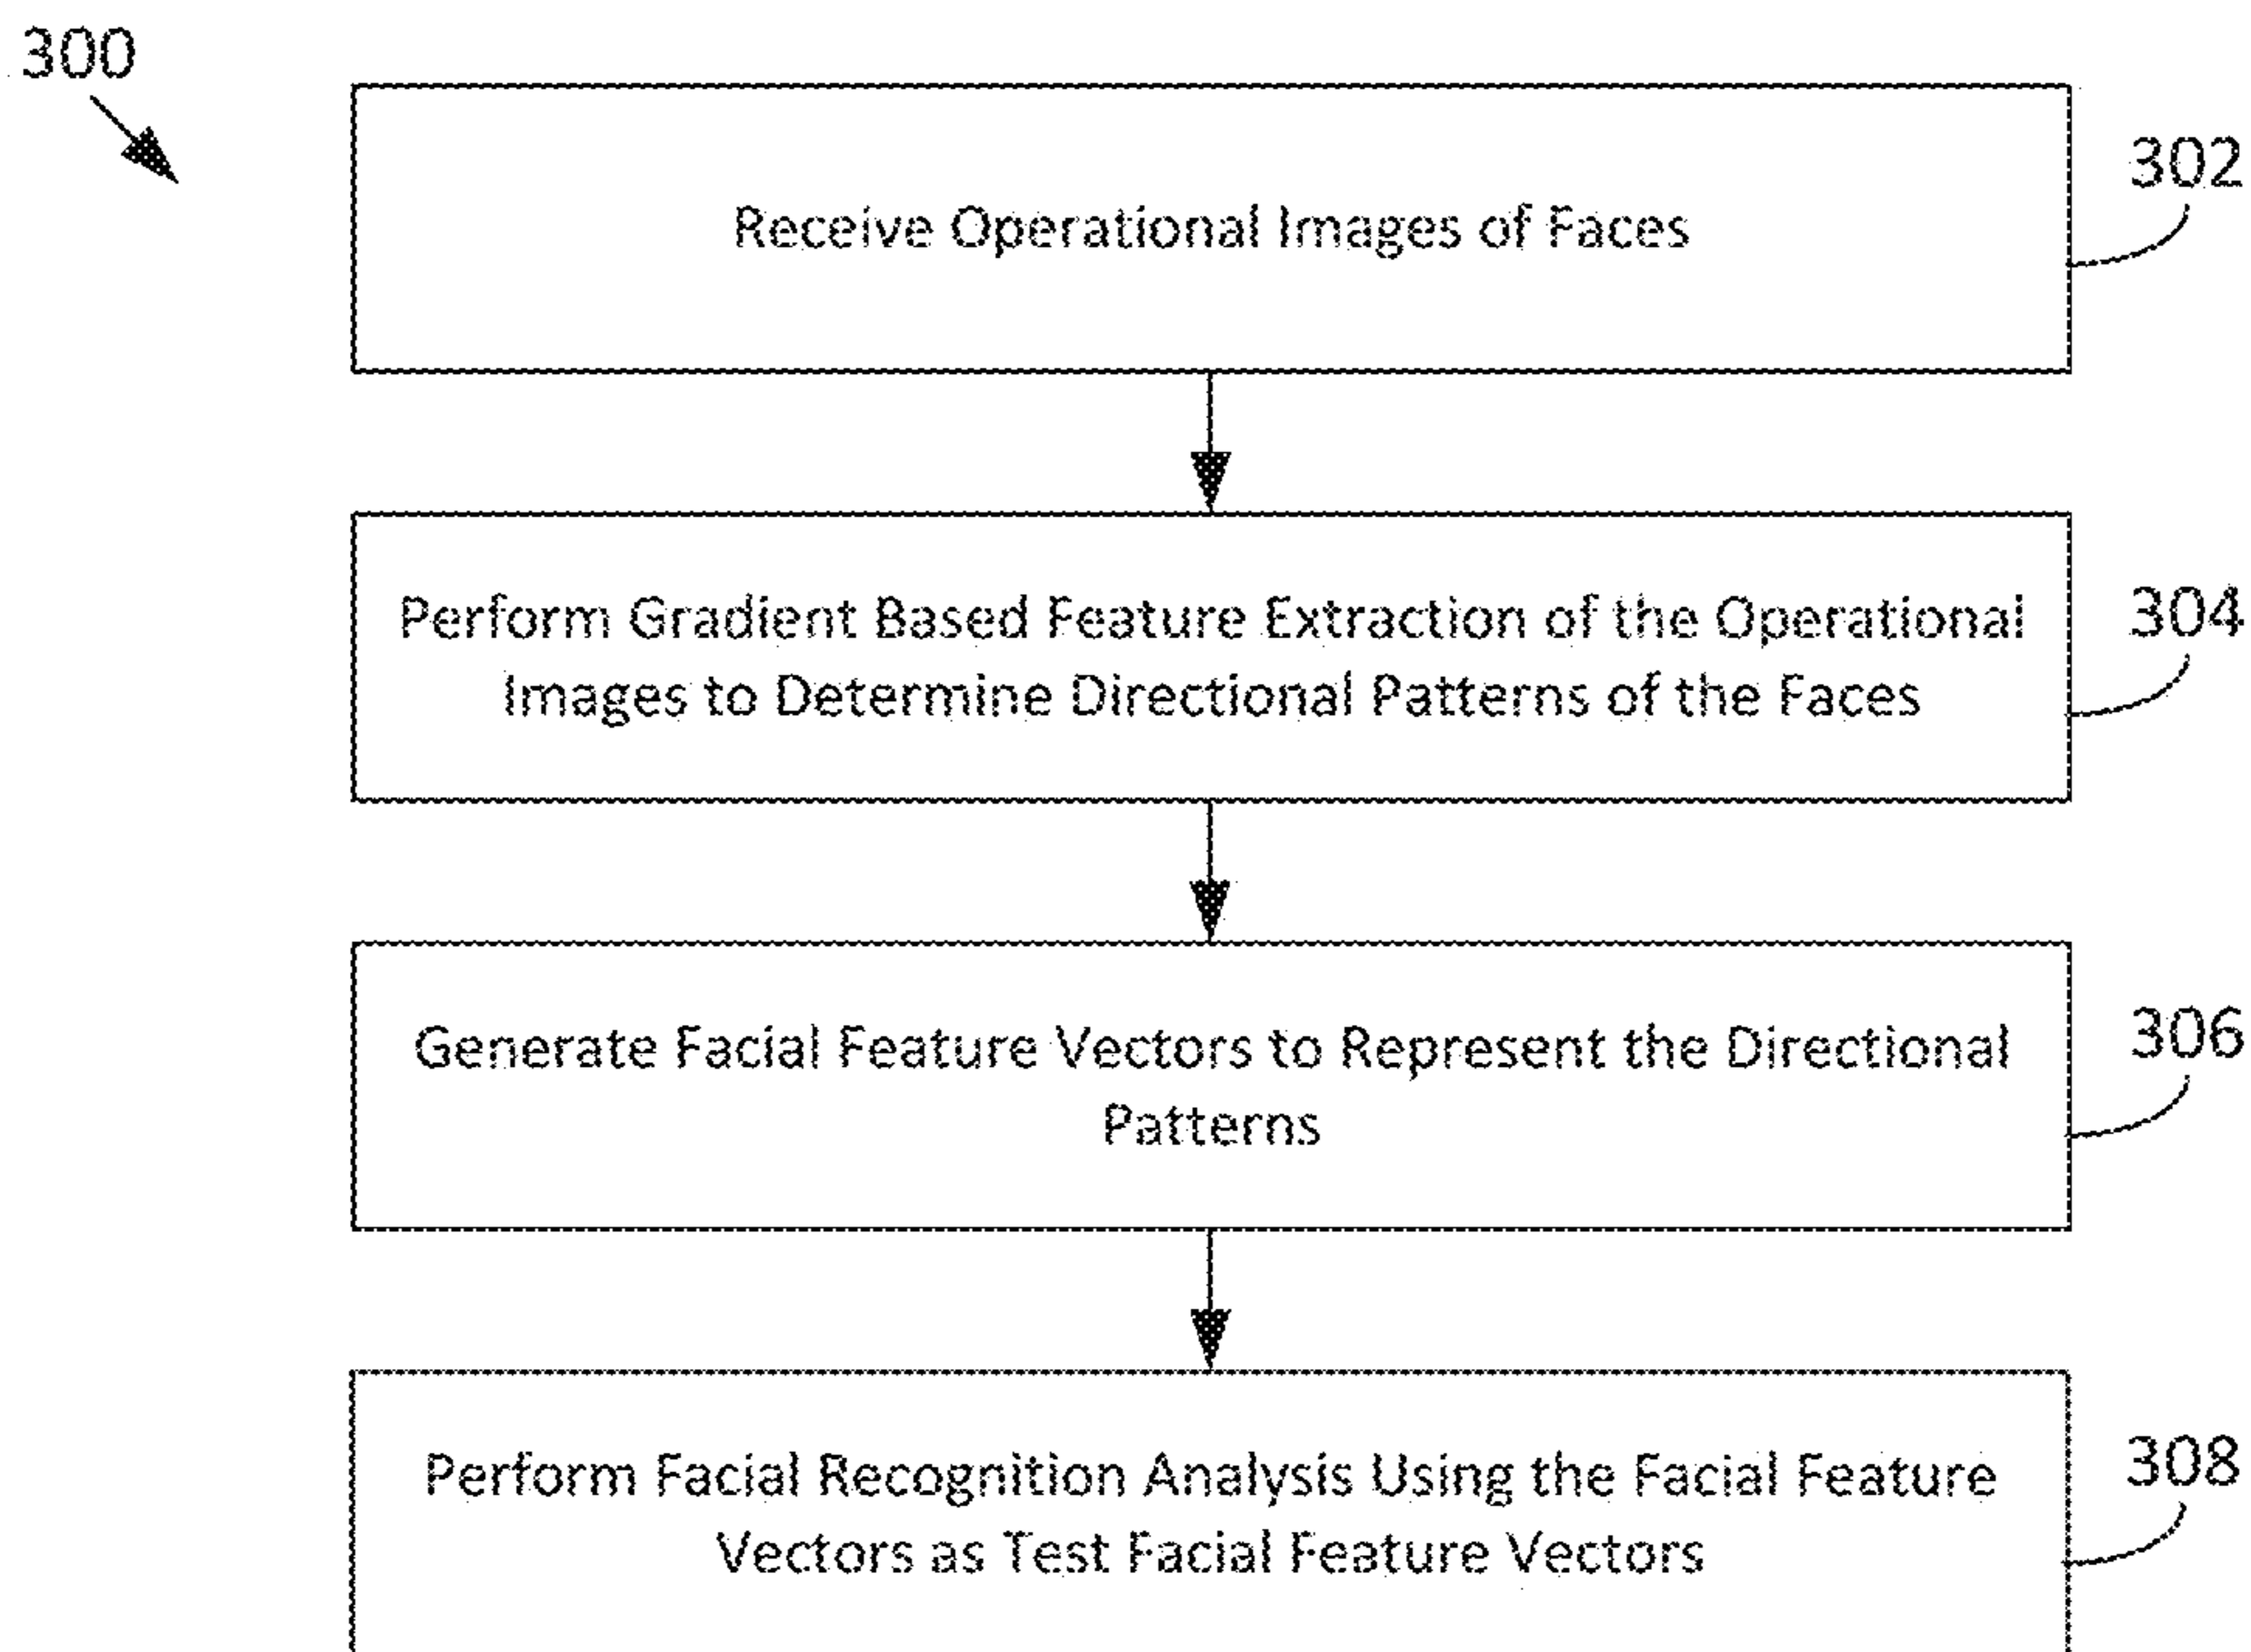 300
302
Receive Operational Images of Faces
304
Perform Gradient Based Feature Extraction of the Operational
Images to Determine Directional Patterns of the Faces
306
Generate Facial Feature Vectors to Represent the Directional
Patterns
308
Perform Facial Recognition Analysis Using the Facial Feature
Vectors as Test Facial Feature Vectors